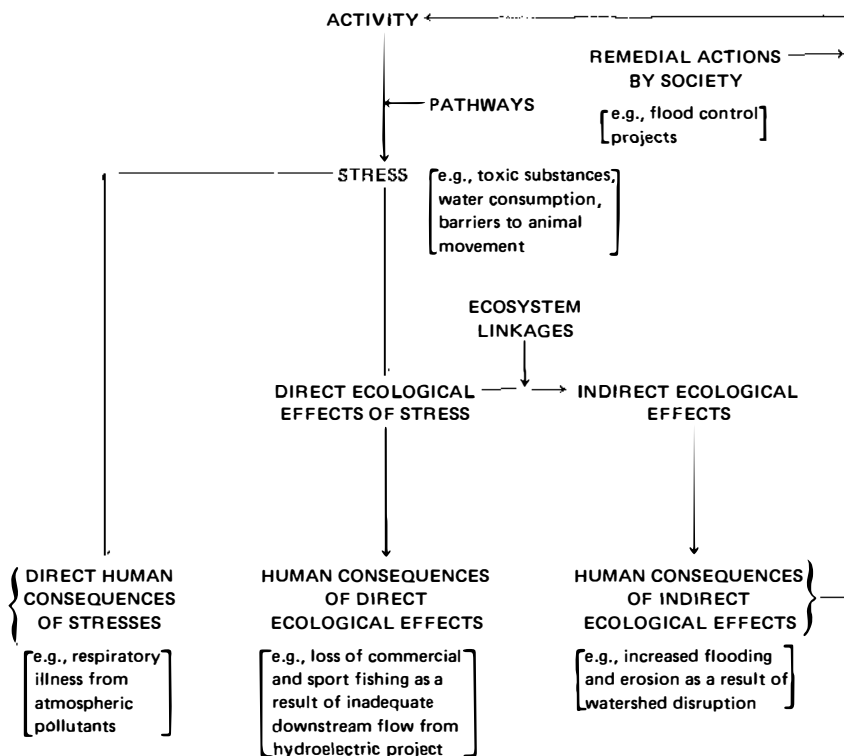 ACTIVITY
REMEDIAL ACTIONS
BY SOCIETY
[e.g., flood control
projects]
PATHWAYS
STRESS
[e.g., toxic substances,
water consumption,
barriers to animal
movement]
ECOSYSTEM
LINKAGES
DIRECT ECOLOGICAL
EFFECTS OF STRESS
INDIRECT ECOLOGICAL
EFFECTS
{DIRECT HUMAN
CONSEQUENCES
OF STRESSES
[e.g., respiratory
illness from
atmospheric
pollutants]
HUMAN CONSEQUENCES
OF DIRECT
ECOLOGICAL EFFECTS
[e.g., loss of commercial
and sport fishing as a
result of inadequate
downstream flow from
hydroelectric project]
HUMAN CONSEQUENCES
OF INDIRECT
ECOLOGICAL EFFECTS}
[e.g., increased flooding
and erosion as a result of
watershed disruption]